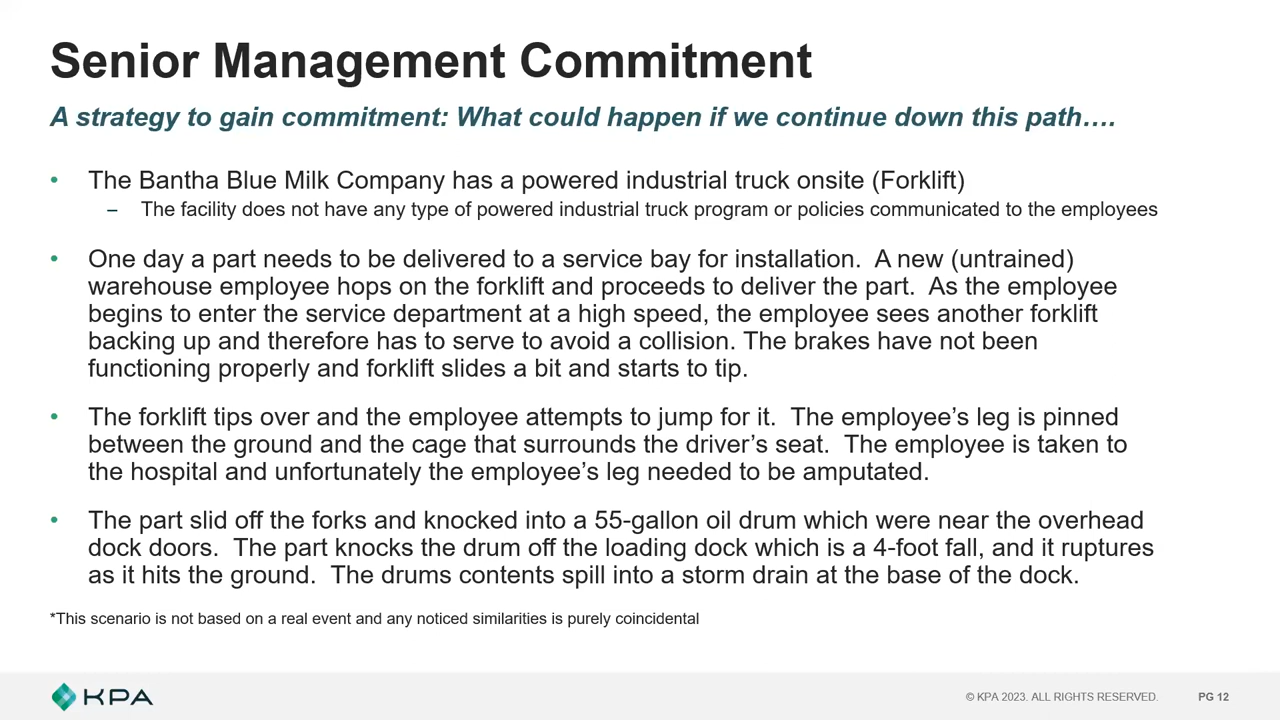 Senior Management Commitment
A strategy to gain commitment: What could happen if we continue down this path….
• The Bantha Blue Milk Company has a powered industrial truck onsite (Forklift)
– The facility does not have any type of powered industrial truck program or policies communicated to the employees
• One day a part needs to be delivered to a service bay for installation.  A new (untrained)
warehouse employee hops on the forklift and proceeds to deliver the part.  As the employee
begins to enter the service department at a high speed, the employee sees another forklift
backing up and therefore has to serve to avoid a collision. The brakes have not been
functioning properly and forklift slides a bit and starts to tip.
• The forklift tips over and the employee attempts to jump for it.  The employee’s leg is pinned
between the ground and the cage that surrounds the driver’s seat.  The employee is taken to
the hospital and unfortunately the employee’s leg needed to be amputated.
• The part slid off the forks and knocked into a 55-gallon oil drum which were near the overhead
dock doors.  The part knocks the drum off the loading dock which is a 4-foot fall, and it ruptures
as it hits the ground.  The drums contents spill into a storm drain at the base of the dock.
*This scenario is not based on a real event and any noticed similarities is purely coincidental
KPA
© KPA 2023. ALL RIGHTS RESERVED. PG 12